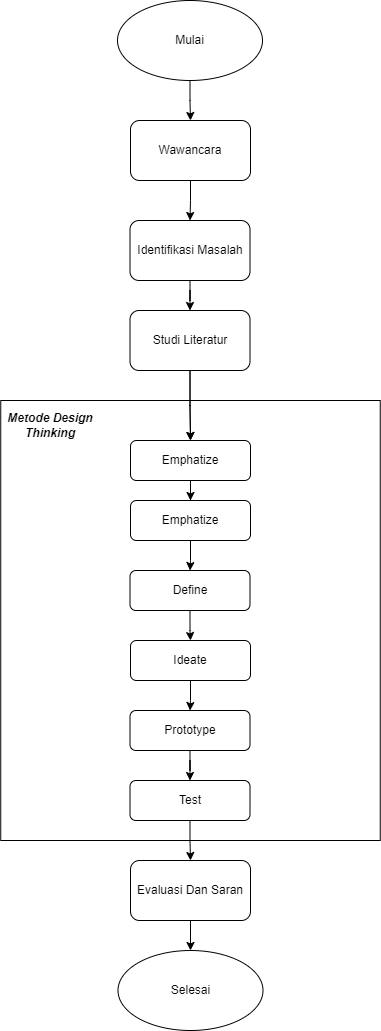 Mulai
Wawancara
Identifikasi Masalah
Studi Literatur
Metode Design
Thinking
Emphatize
Emphatize
Define
Ideate
Prototype
Test
Evaluasi Dan Saran
Selesai